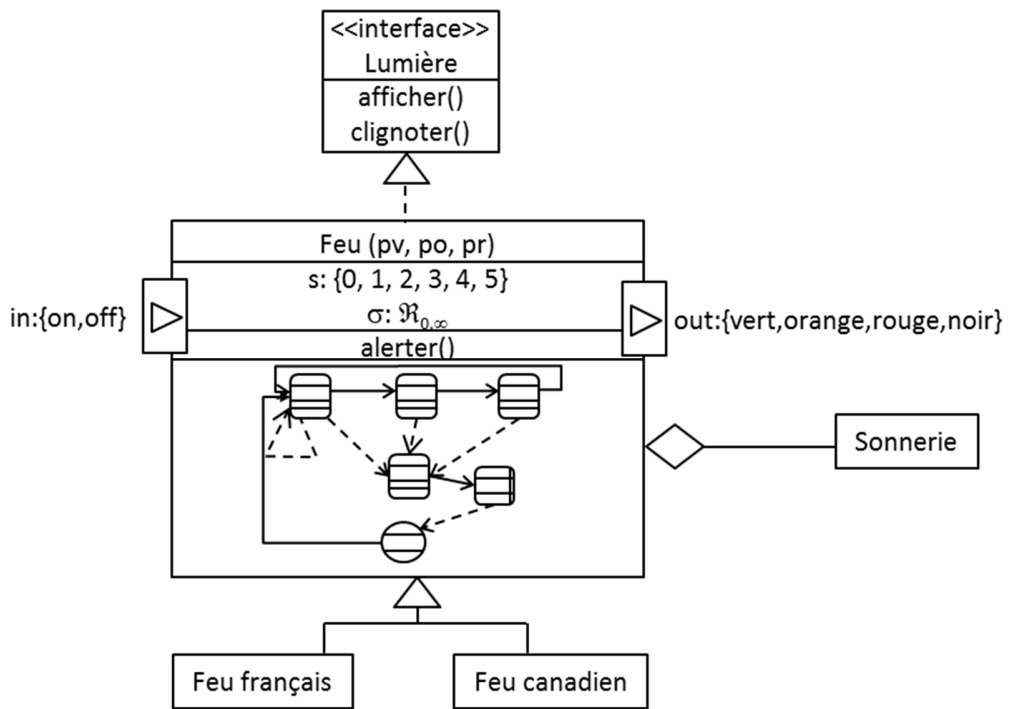 <<interface>>
Lumière
afficher()
clignoter()
Feu (pv, po, pr)
s: {0, 1, 2, 3, 4, 5}
σ: ℜ0,∞
in:{on,off}
out:{vert,orange,rouge,noir}
alerter()
Sonnerie
Feu français
Feu canadien